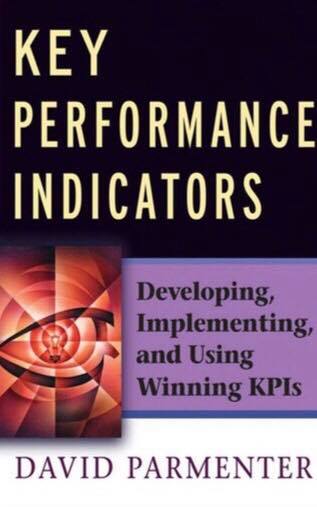 KEY
PERFORMANCE
INDICATORS
Developing,
Implementing,
and Using
Winning KPIs
DAVID PARMENTER